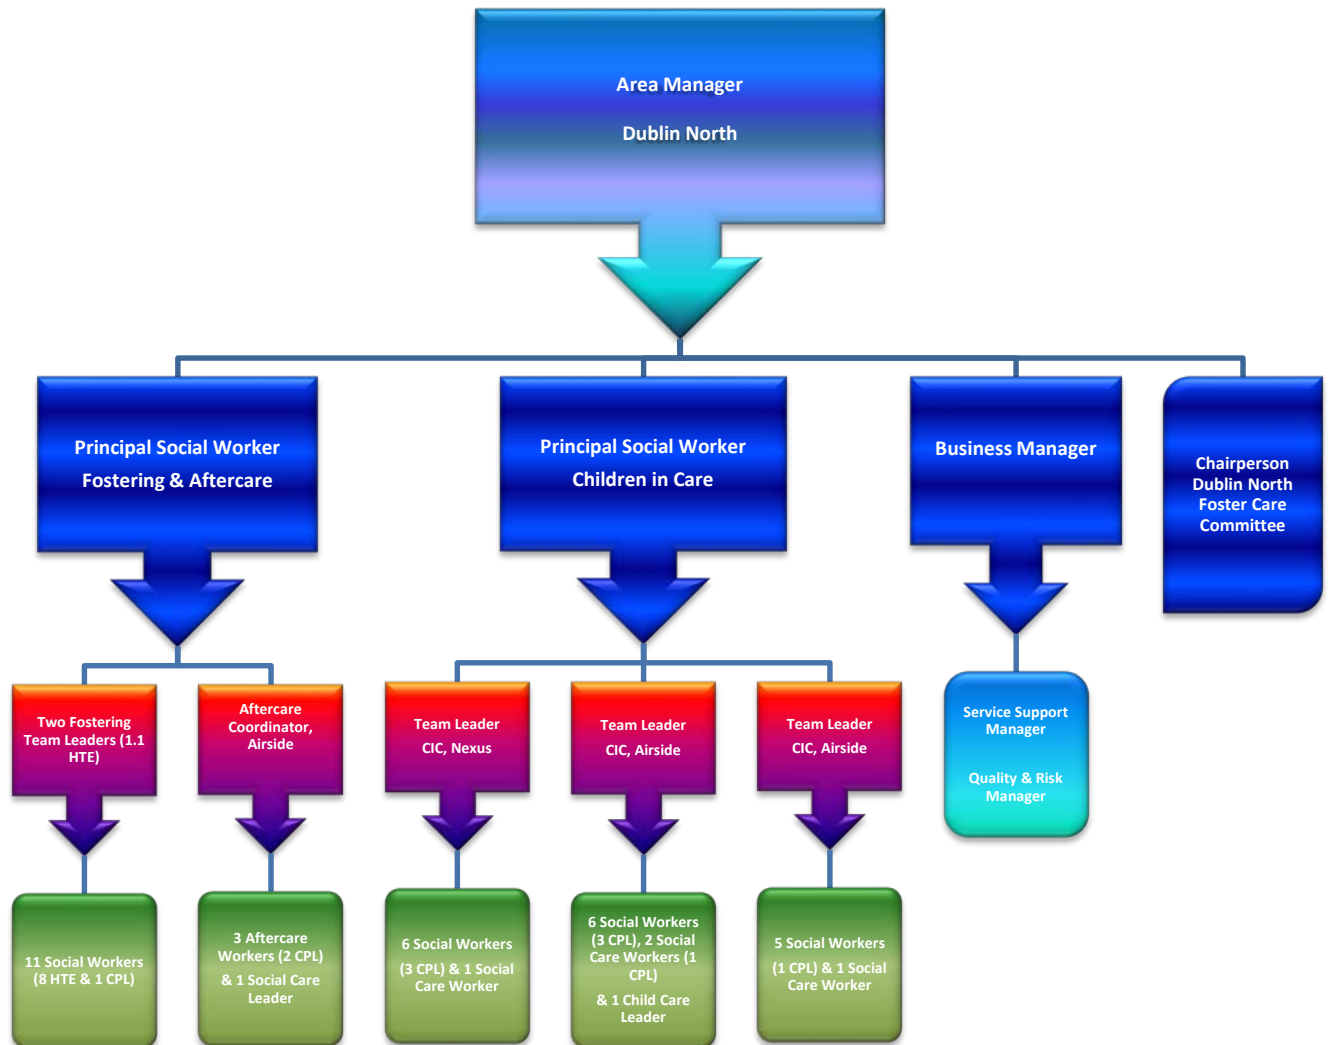 Area Manager
Dublin North
Principal Social Worker
Fostering & Aftercare
Principal Social Worker
Children in Care
Business Manager
Chairperson
Dublin North
Foster Care
Committee
Two Fostering
Team Leaders (1.1
HTE)
Aftercare
Coordinator,
Airside
Team Leader
CIC, Nexus
Team Leader
CIC, Airside
Team Leader
CIC, Airside
Service Support
Manager
Quality & Risk
Manager
11 Social Workers
(8 HTE & 1 CPL)
3 Aftercare
Workers (2 CPL)
& 1 Social Care
Leader
6 Social Workers
(3 CPL) & 1 Social
Care Worker
6 Social Workers
(3 CPL), 2 Social
Care Workers (1
CPL)
& 1 Child Care
Leader
5 Social Workers
(1 CPL) & 1 Social
Care Worker